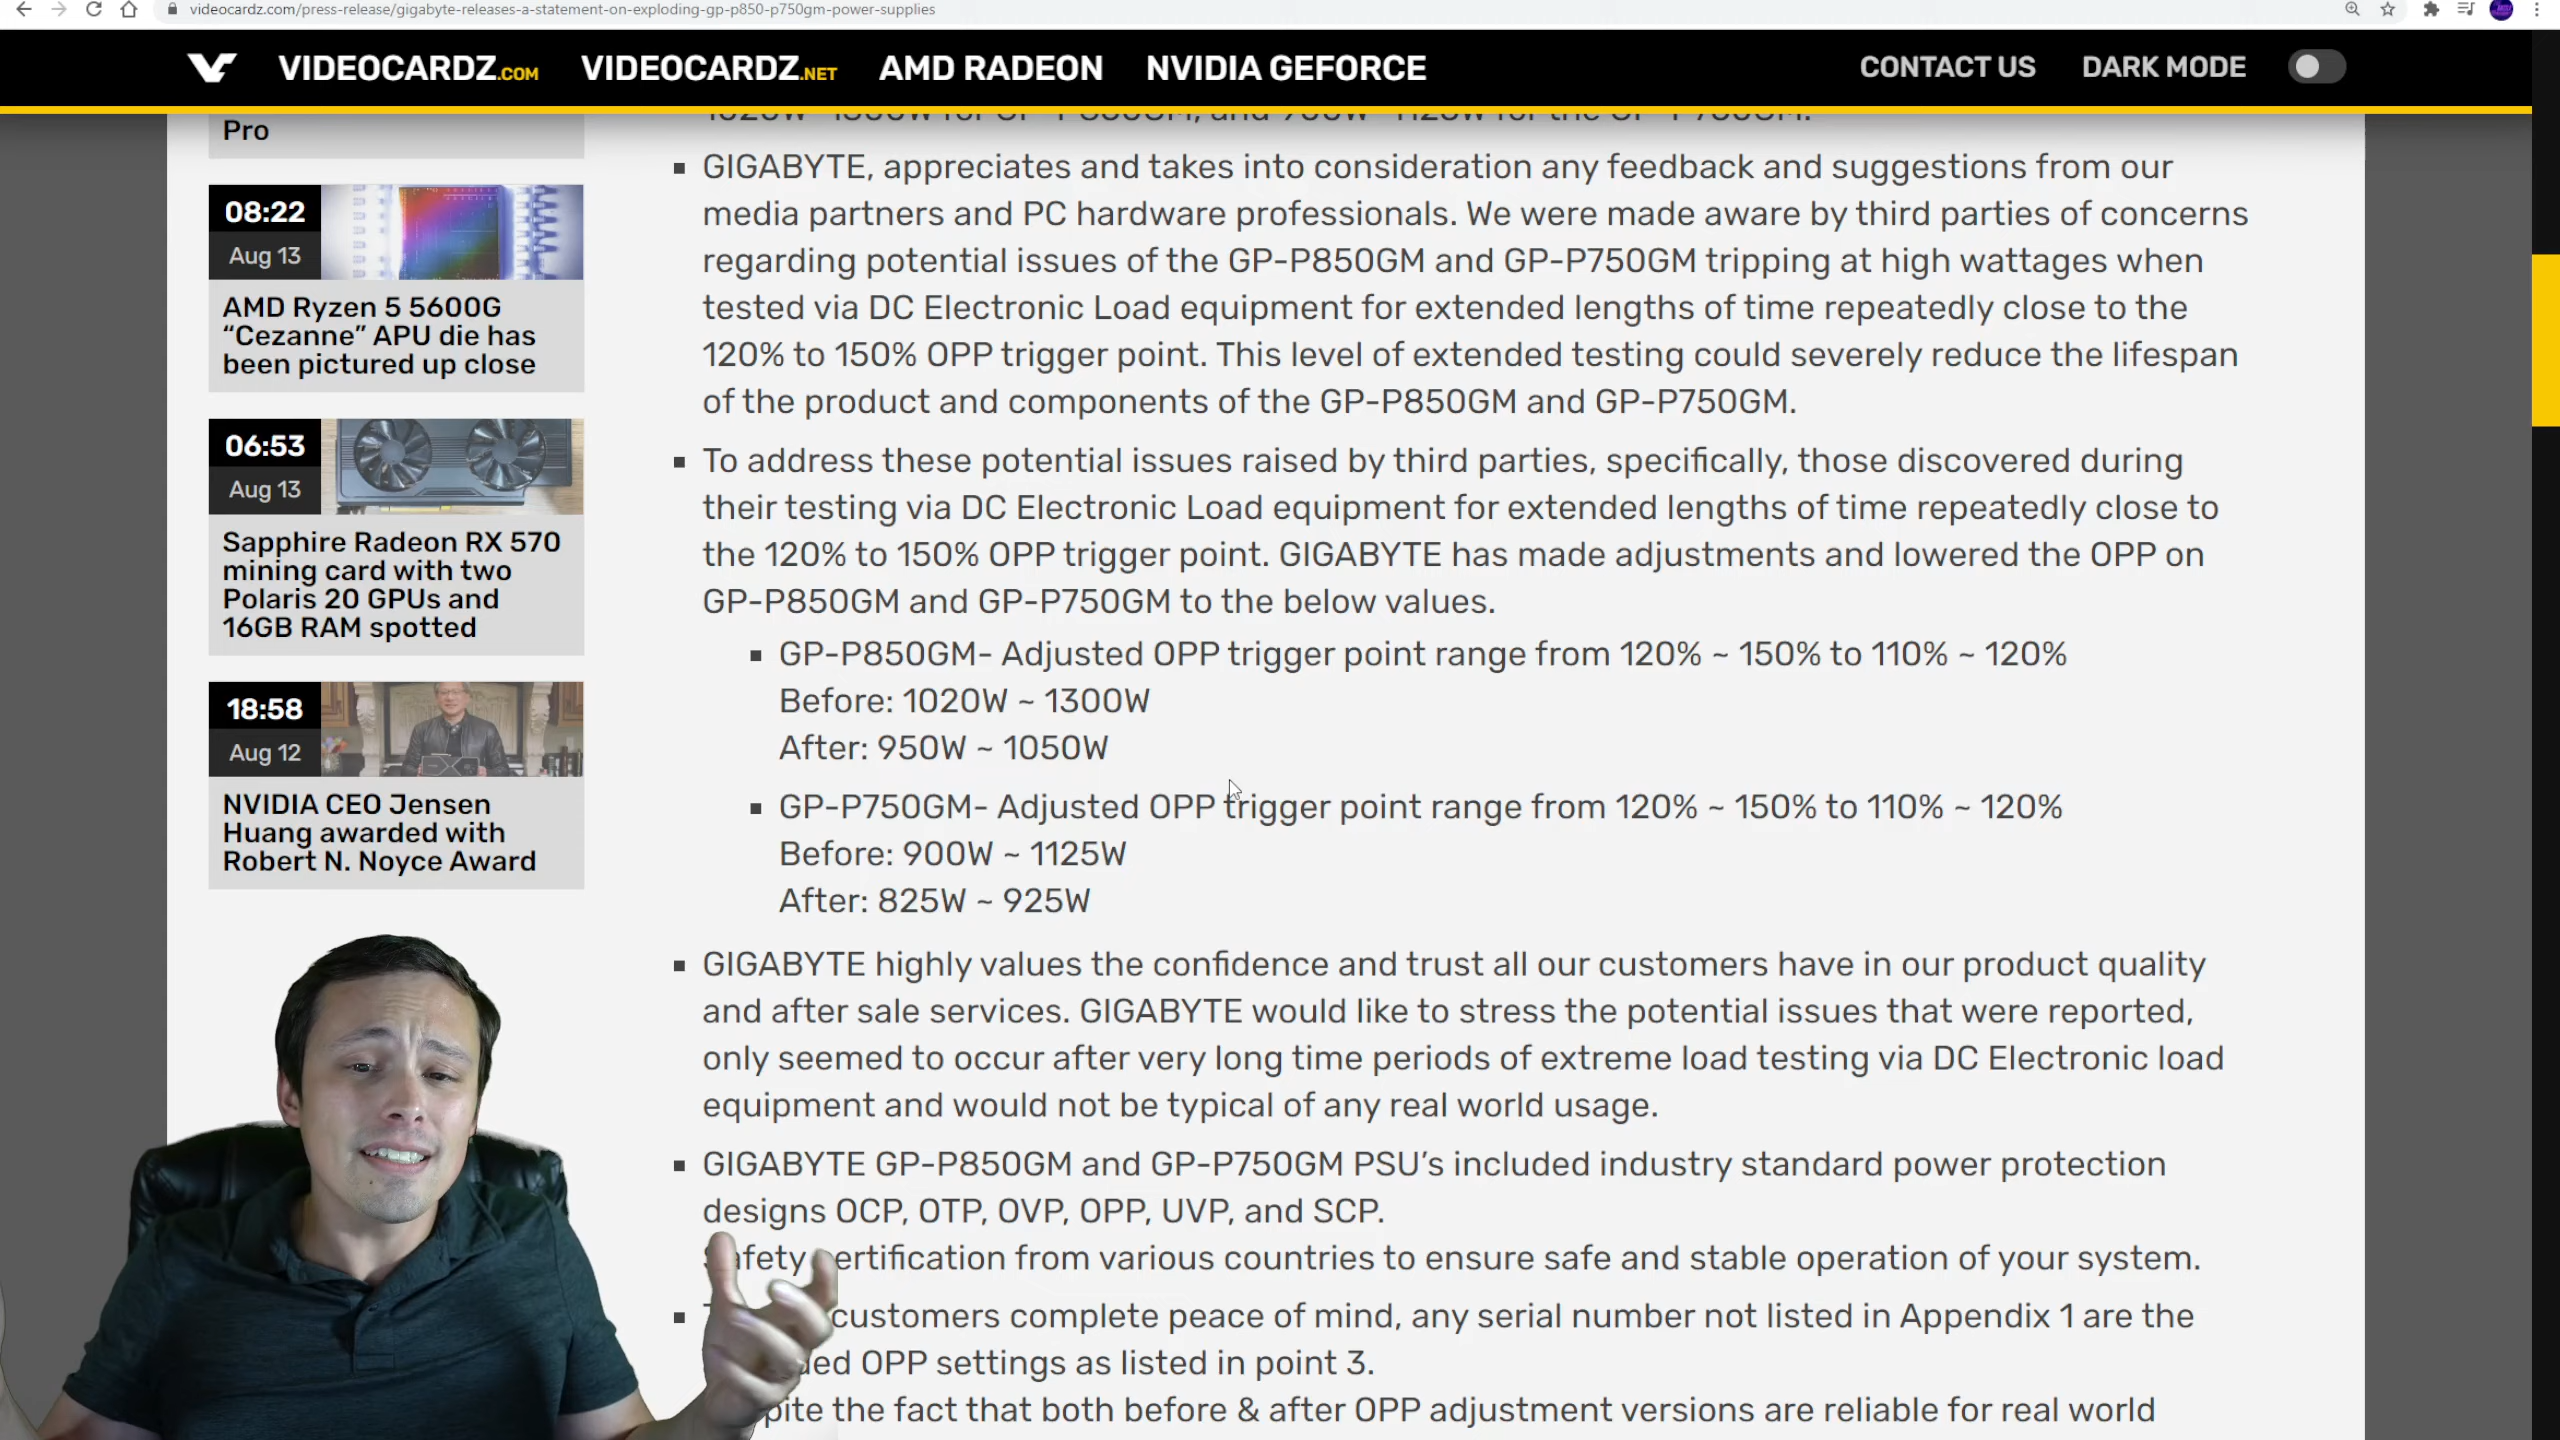 videocardz.com/press-release/gigabyte-releases-a-statement-on-exploding-gp-p850-p750gm-power-supplies
VIDEOCARDZ.COM VIDEOCARDZ.NET AMD RADEON NVIDIA GEFORCE CONTACT US DARK MODE
Pro
08:22
Aug 13
AMD Ryzen 5 5600G
“Cezanne” APU die has
been pictured up close
06:53
Aug 13
Sapphire Radeon RX 570
mining card with two
Polaris 20 GPUs and
16GB RAM spotted
18:58
Aug 12
NVIDIA CEO Jensen
Huang awarded with
Robert N. Noyce Award
1020W~1300W for GP-P850GM, and 900W~1125W for the GP-P750GM.
▪ GIGABYTE, appreciates and takes into consideration any feedback and suggestions from our
media partners and PC hardware professionals. We were made aware by third parties of concerns
regarding potential issues of the GP-P850GM and GP-P750GM tripping at high wattages when
tested via DC Electronic Load equipment for extended lengths of time repeatedly close to the
120% to 150% OPP trigger point. This level of extended testing could severely reduce the lifespan
of the product and components of the GP-P850GM and GP-P750GM.
▪ To address these potential issues raised by third parties, specifically, those discovered during
their testing via DC Electronic Load equipment for extended lengths of time repeatedly close to
the 120% to 150% OPP trigger point. GIGABYTE has made adjustments and lowered the OPP on
GP-P850GM and GP-P750GM to the below values.
▪ GP-P850GM- Adjusted OPP trigger point range from 120% ~ 150% to 110% ~ 120%
Before: 1020W ~ 1300W
After: 950W ~ 1050W
▪ GP-P750GM- Adjusted OPP trigger point range from 120% ~ 150% to 110% ~ 120%
Before: 900W ~ 1125W
After: 825W ~ 925W
▪ GIGABYTE highly values the confidence and trust all our customers have in our product quality
and after sale services. GIGABYTE would like to stress the potential issues that were reported,
only seemed to occur after very long time periods of extreme load testing via DC Electronic load
equipment and would not be typical of any real world usage.
▪ GIGABYTE GP-P850GM and GP-P750GM PSU’s included industry standard power protection
designs OCP, OTP, OVP, OPP, UVP, and SCP.
from various countries to ensure safe and stable operation of your system.
▪ customers complete peace of mind, any serial number not listed in Appendix 1 are the
OPP settings as listed in point 3.
the fact that both before & after OPP adjustment versions are reliable for real world